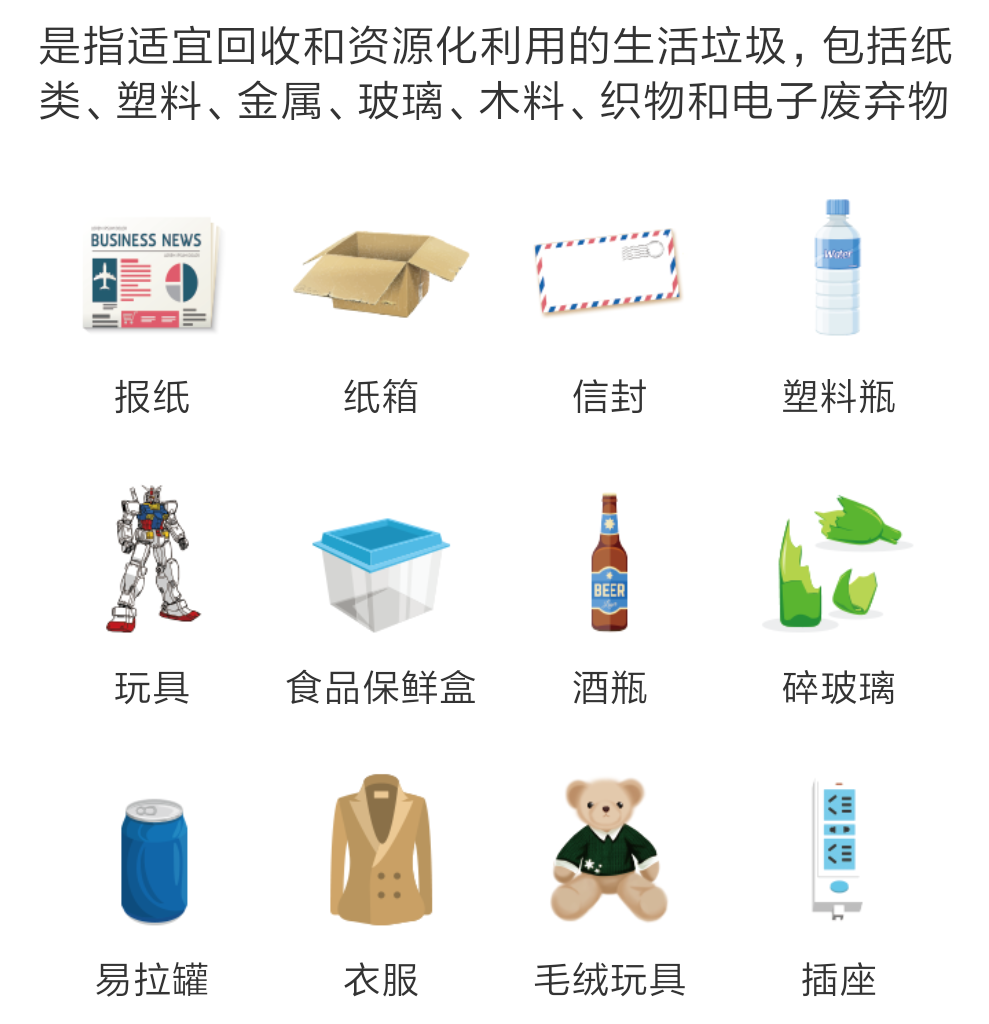 是指适宜回收和资源化利用的生活垃圾，包括纸
类、塑料、金属、玻璃、木料、织物和电子废弃物
BUSINESS NEWS
Water
报纸
纸箱
信封
塑料瓶
BEER
玩具
食品保鲜盒
酒瓶
碎玻璃
易拉罐
衣服
毛绒玩具
插座